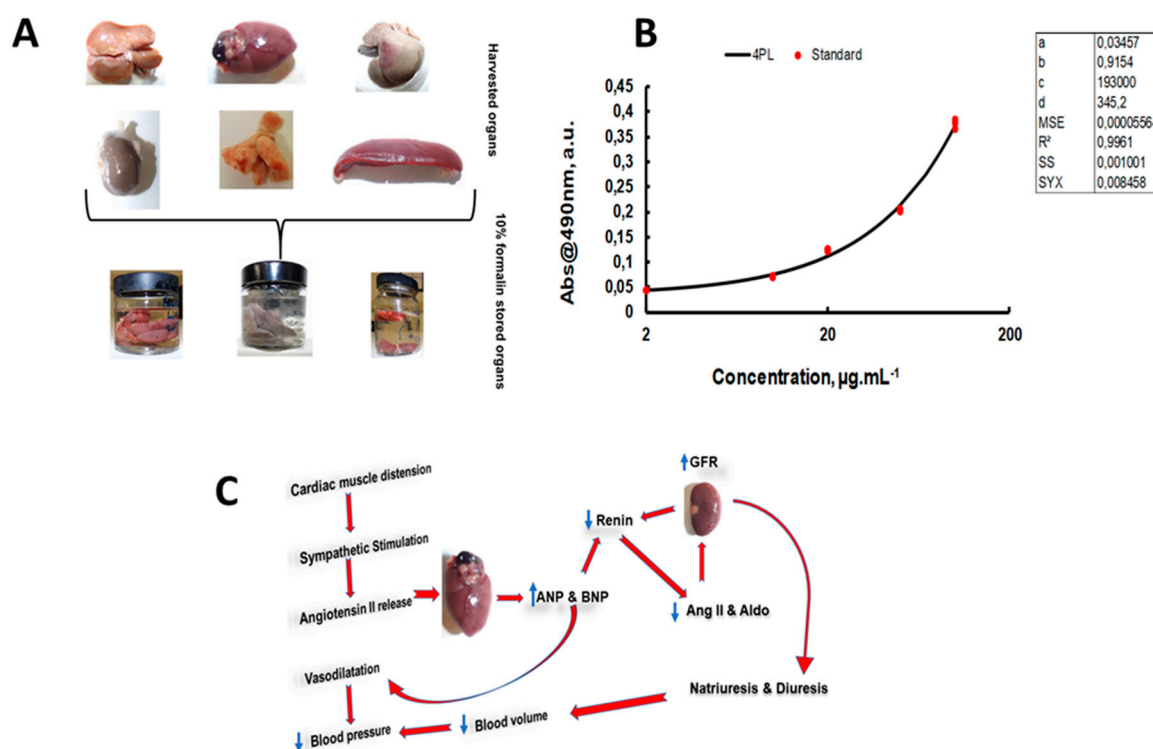 A
Harvested organs
10% formalin stored organs
B
4PL
Standard
Abs@490nm, a.u.
0,4
0,35
0,3
0,25
0,2
0,15
0,1
0,05
0
2
20
200
Concentration, µg.mL-1
a 0,03457
b 0,9154
c 193000
d 345,2
MSE 0,0000556
R² 0,9961
SS 0,001001
SYX 0,008458
C
Cardiac muscle distension
Sympathetic Stimulation
Angiotensin II release
ANP & BNP
Renin
GFR
Ang II & Aldo
Natriuresis & Diuresis
Blood volume
Vasodilatation
Blood pressure